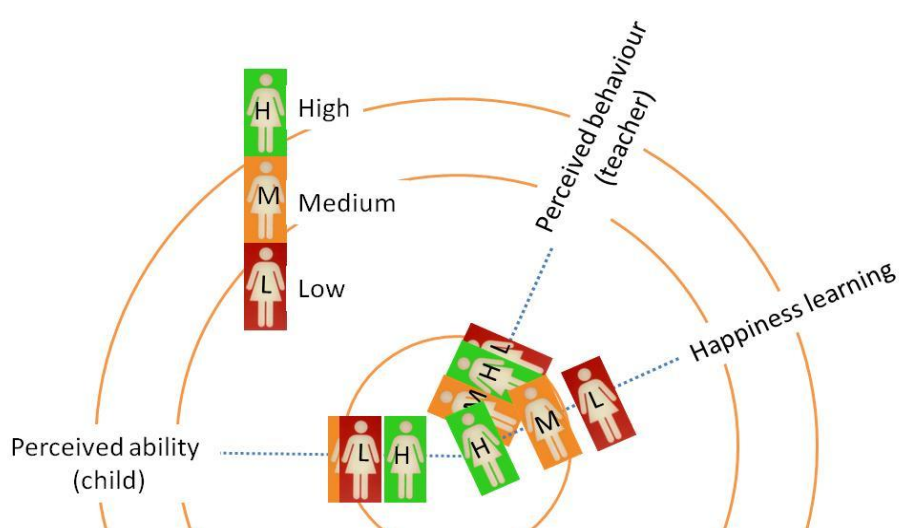 H High
M Medium
L Low
Perceived behaviour
(teacher)
Happiness learning
Perceived ability
(child)
L
H
M
L
H
H
M
L